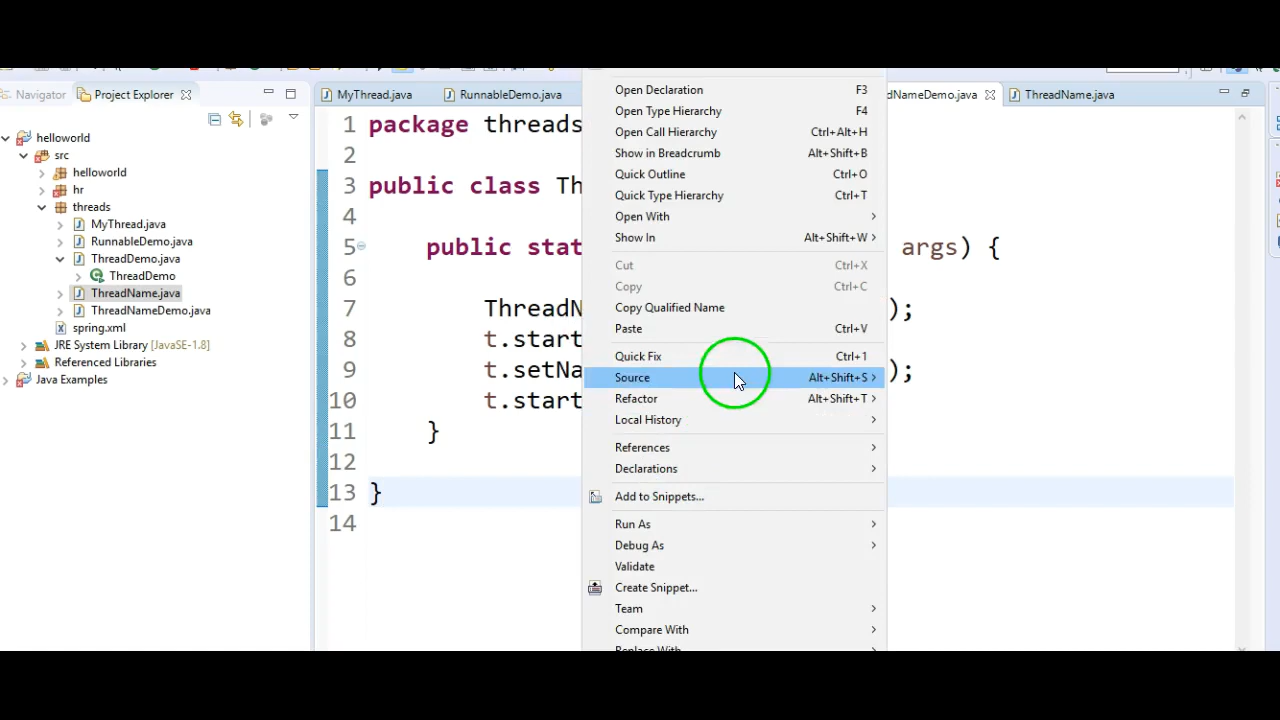 Navigator
Project Explorer
MyThread.java
RunnableDemo.java
dNameDemo.java
ThreadName.java
helloworld
src
helloworld
hr
threads
MyThread.java
RunnableDemo.java
ThreadDemo.java
ThreadDemo
ThreadName.java
ThreadNameDemo.java
spring.xml
JRE System Library [JavaSE-1.8]
Referenced Libraries
Java Examples
1 package threads
2
3 public class Th
4
5 public stat args) {
6
7 ThreadN );
8 t.start
9 t.setNa );
10 t.start
11 }
12
13 }
14
Open Declaration F3
Open Type Hierarchy F4
Open Call Hierarchy Ctrl+Alt+H
Show in Breadcrumb Alt+Shift+B
Quick Outline Ctrl+O
Quick Type Hierarchy Ctrl+T
Open With
Show In Alt+Shift+W
Cut Ctrl+X
Copy Ctrl+C
Copy Qualified Name
Paste Ctrl+V
Quick Fix Ctrl+1
Source Alt+Shift+S
Refactor Alt+Shift+T
Local History
References
Declarations
Add to Snippets...
Run As
Debug As
Validate
Create Snippet...
Team
Compare With
Replace With